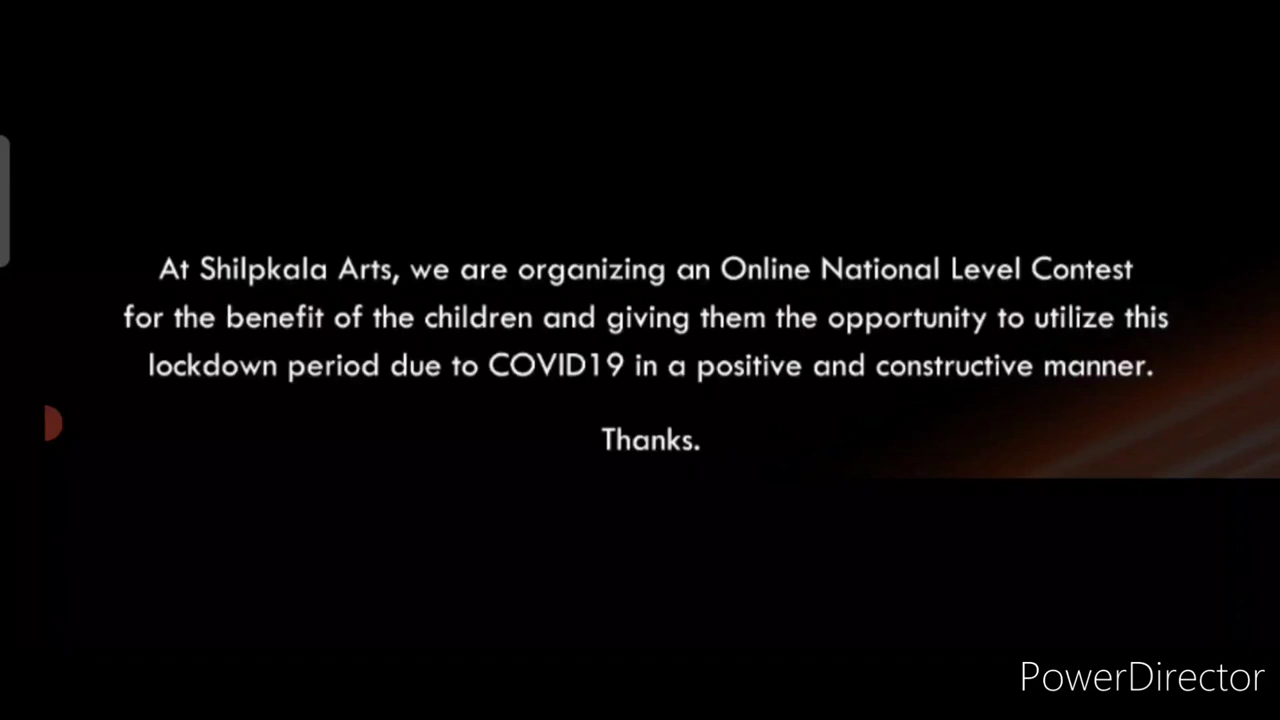 At Shilpkala Arts, we are organizing an Online National Level Contest
for the benefit of the children and giving them the opportunity to utilize this
lockdown period due to COVID19 in a positive and constructive manner.
Thanks.
PowerDirector